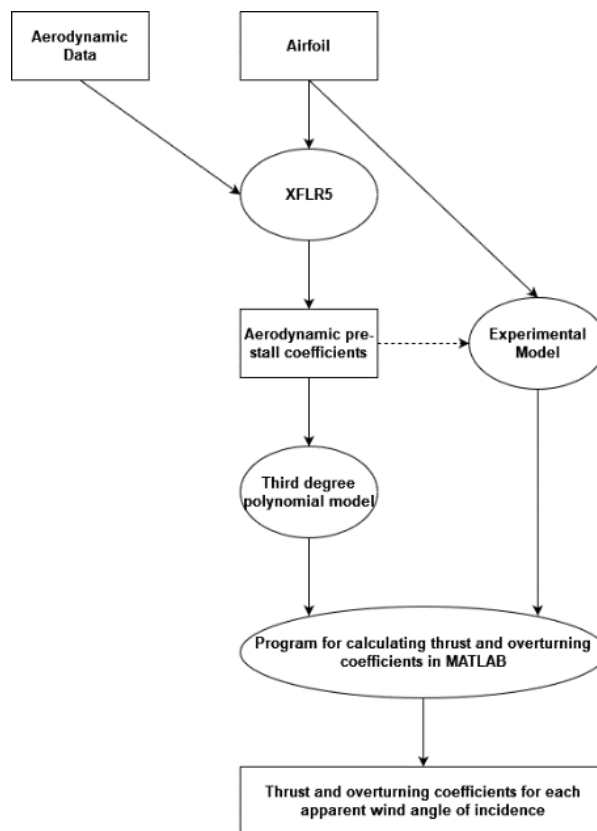 Aerodynamic
Data
Airfoil
XFLR5
Aerodynamic pre-
stall coefficients
Experimental
Model
Third degree
polynomial model
Program for calculating thrust and overturning
coefficients in MATLAB
Thrust and overturning coefficients for each
apparent wind angle of incidence